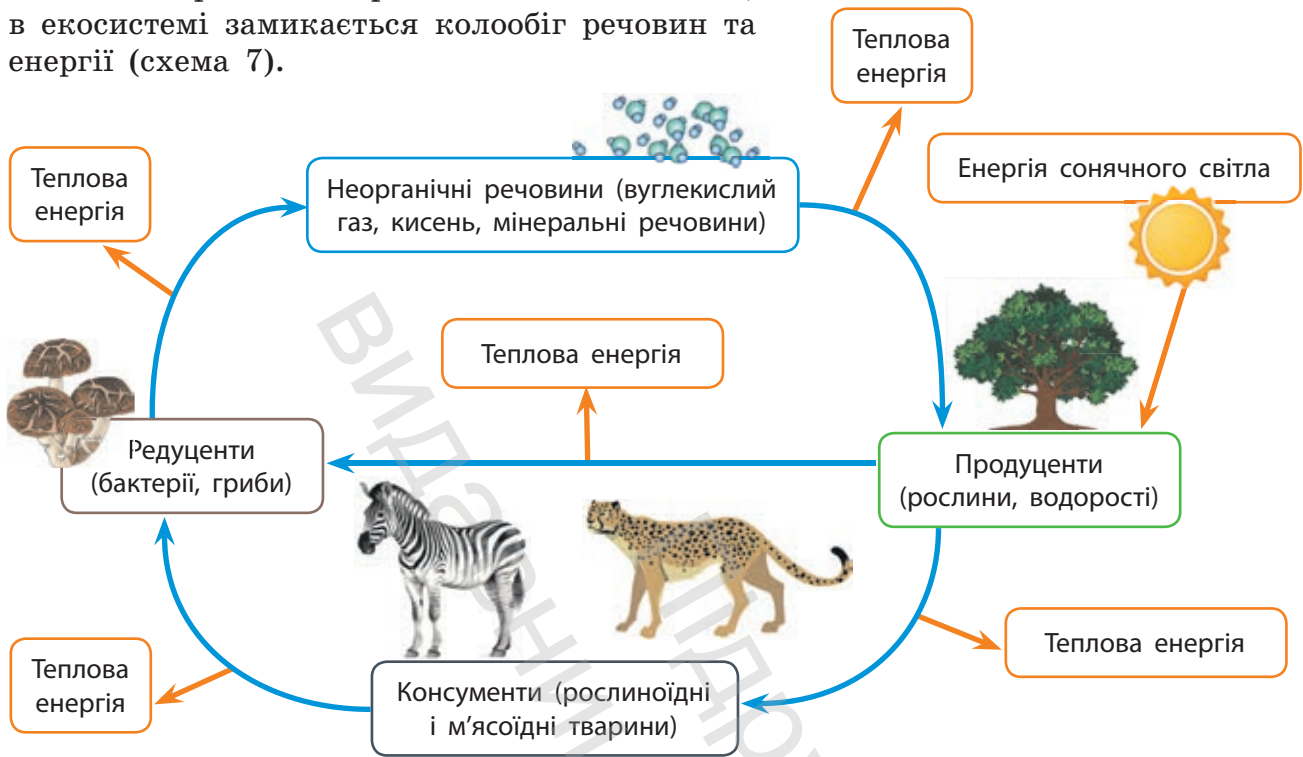 в екосистемі замикається колообіг речовин та
енергії (схема 7).
Теплова
енергія
Енергія сонячного світла
Теплова
енергія
Неорганічні речовини (вуглекислий
газ, кисень, мінеральні речовини)
Теплова енергія
Редуценти
(бактерії, гриби)
Продуценти
(рослини, водорості)
Теплова енергія
Теплова
енергія
Консументи (рослиноїдні
і м’ясоїдні тварини)